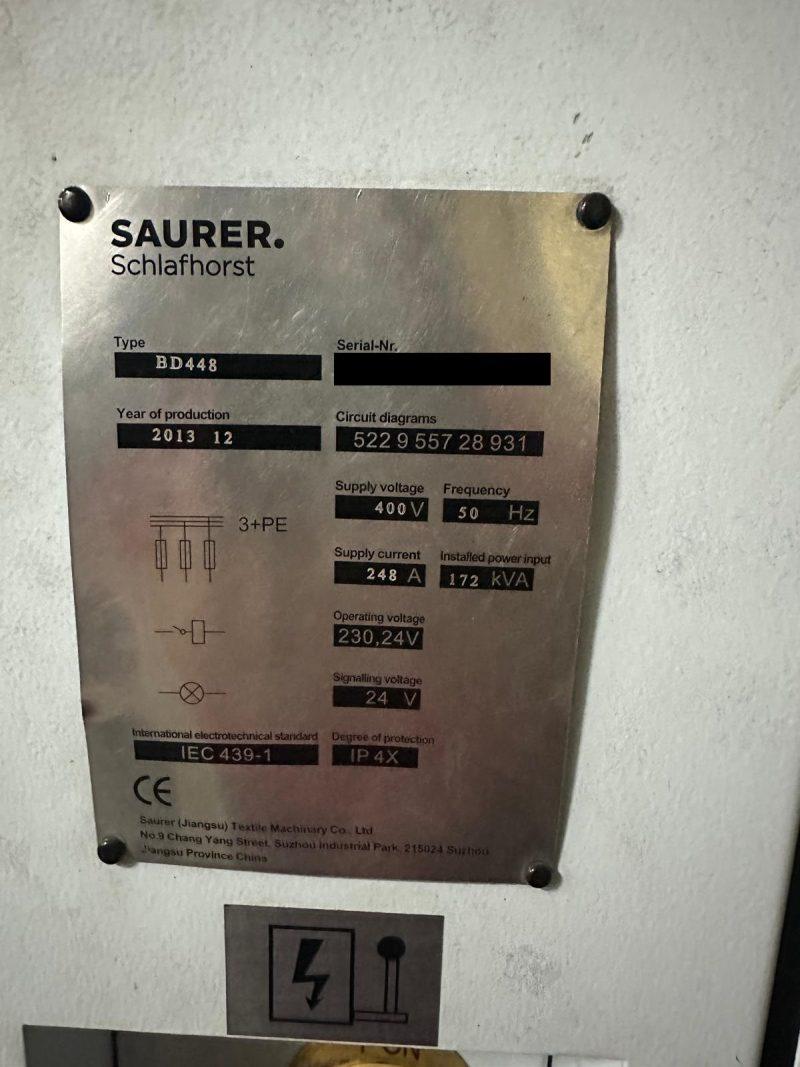 SAURER.
Schlafhorst
Type
BD448
Serial-Nr.
Year of production
2013 12
Circuit diagrams
522 9 557 28 931
Supply voltage
400 V
Frequency
50 Hz
3+PE
Supply current
248 A
Installed power input
172 kVA
Operating voltage
230,24V
Signalling voltage
24 V
International electrotechnical standard
IEC 439-1
Degree of protection
IP 4X
CE
Saurer (Jiangsu) Textile Machinary Co., Ltd
No.9 Chang Yang Street, Suzhou Industrial Park, 215024 Suzhou
Jiangsu Province China
ON